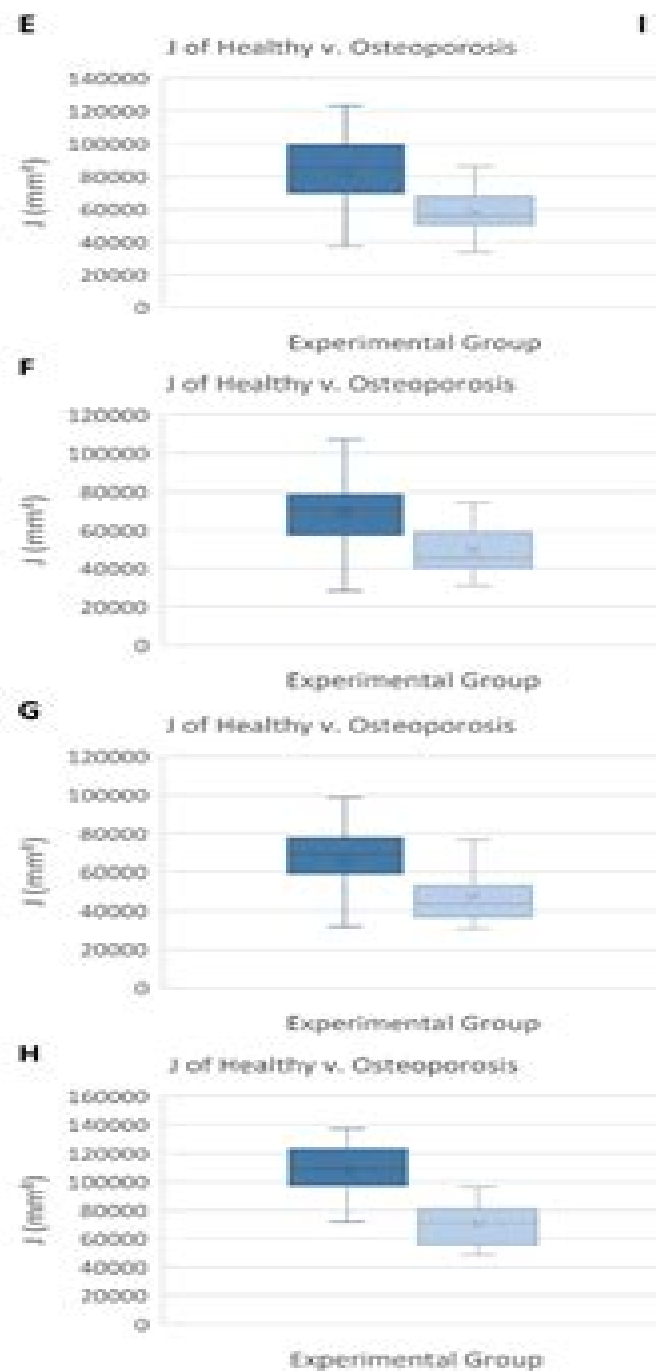 E
I
J of Healthy v. Osteoporosis
140000
120000
100000
80000
60000
40000
20000
0
J (mm⁴)
Experimental Group
F
J of Healthy v. Osteoporosis
120000
100000
80000
60000
40000
20000
0
J (mm⁴)
Experimental Group
G
J of Healthy v. Osteoporosis
120000
100000
80000
60000
40000
20000
0
J (mm⁴)
Experimental Group
H
J of Healthy v. Osteoporosis
160000
140000
120000
100000
80000
60000
40000
20000
0
J (mm⁴)
Experimental Group